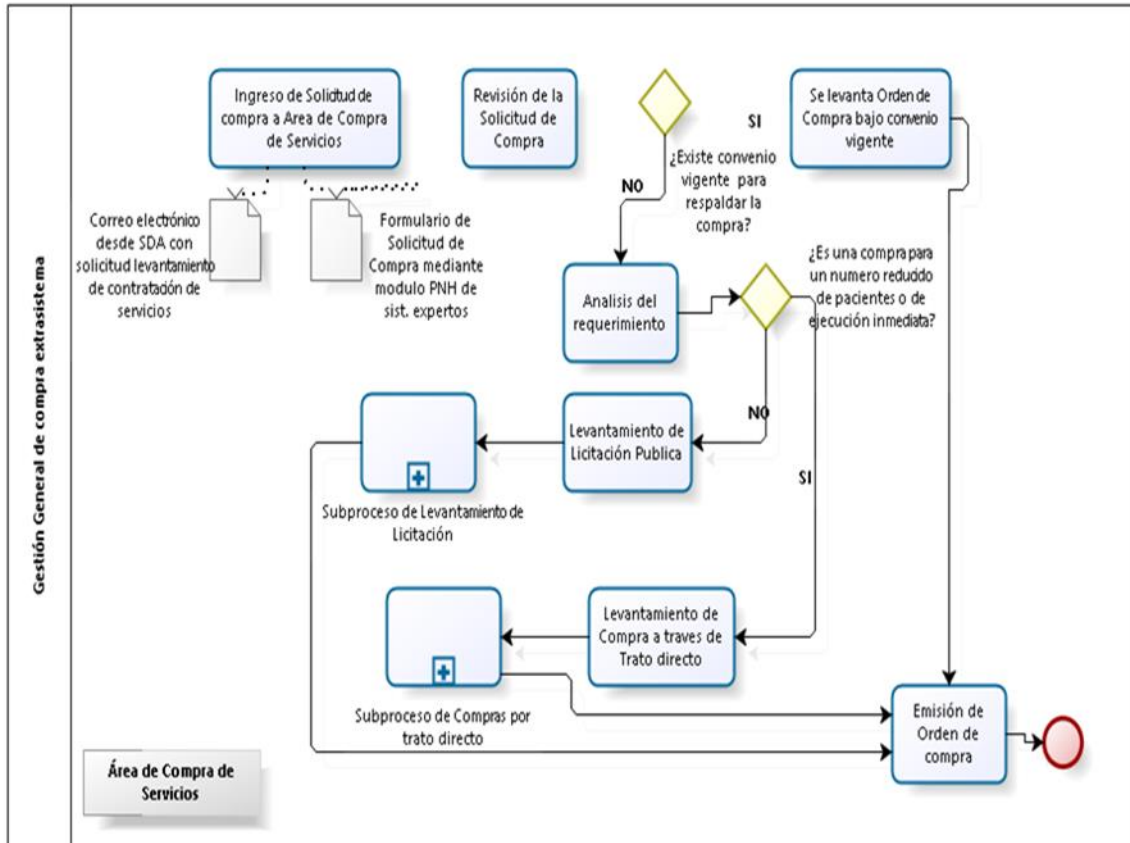 Gestión General de compra extrasistema
Ingreso de Solicitud de
compra a Area de Compra
de Servicios
Revisión de la
Solicitud de
Compra
SI
Se levanta Orden de
Compra bajo convenio
vigente
¿Existe convenio
vigente para
respaldar la
compra?
NO
Correo electrónico
desde SDA con
solicitud levantamiento
de contratación de
servicios
Formulario de
Solicitud de
Compra mediante
modulo PNH de
sist. expertos
Analisis del
requerimiento
¿Es una compra para
un numero reducido
de pacientes o de
ejecución inmediata?
NO
SI
Levantamiento de
Licitación Publica
Subproceso de Levantamiento de
Licitación
Levantamiento de
Compra a traves de
Trato directo
Subproceso de Compras por
trato directo
Emisión de
Orden de
compra
Área de Compra de
Servicios